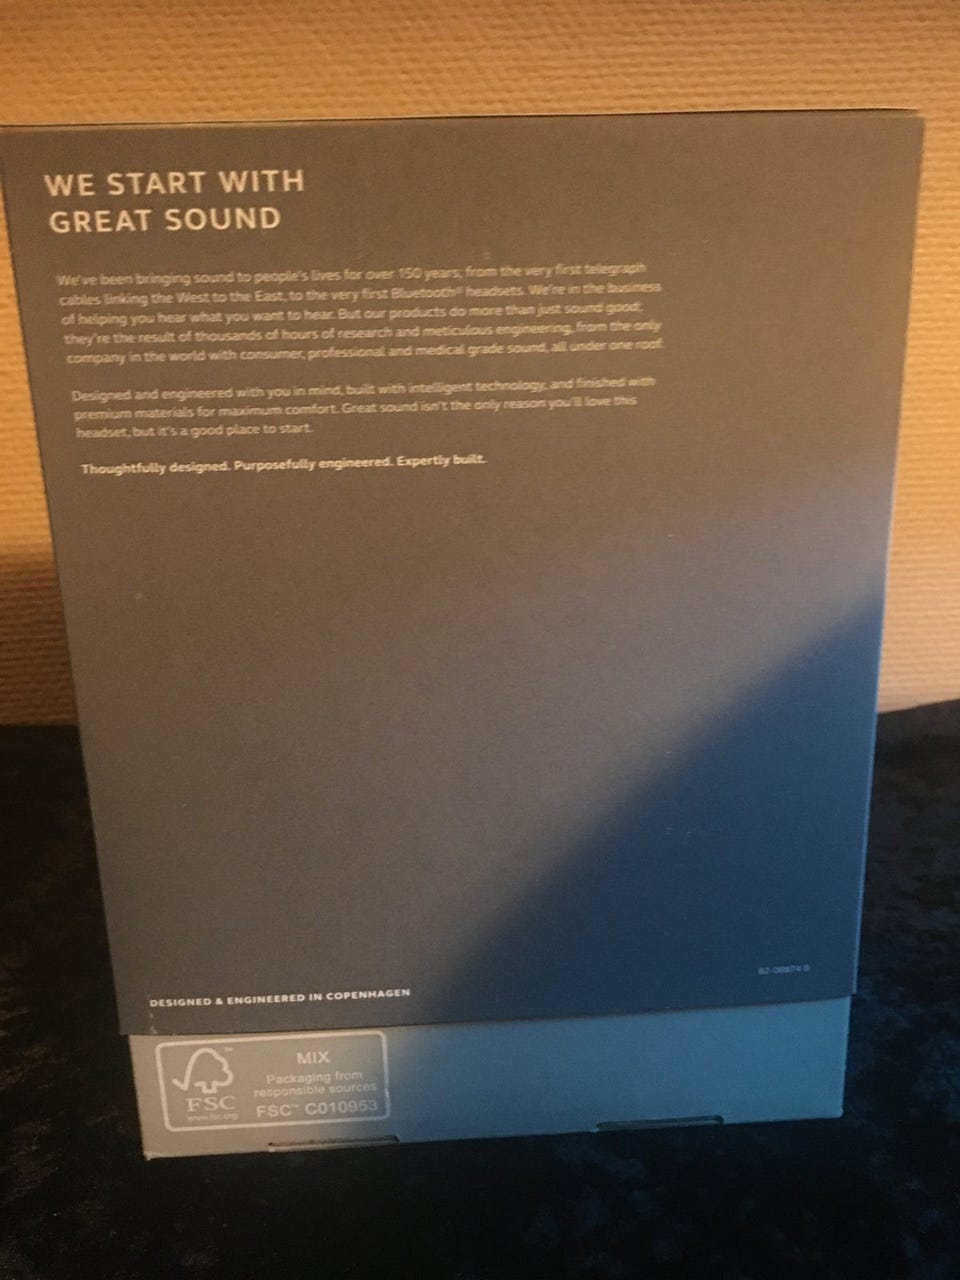 WE START WITH
GREAT SOUND
We've been bringing sound to people's lives for over 150 years; from the very first telegraph
cables linking the West to the East, to the very first Bluetooth® headsets. We're in the business
of helping you hear what you want to hear. But our products do more than just sound good;
they're the result of thousands of hours of research and meticulous engineering, from the only
company in the world with consumer, professional and medical grade sound, all under one roof.
Designed and engineered with you in mind, built with intelligent technology, and finished with
premium materials for maximum comfort. Great sound isn't the only reason you'll love this
headset, but it's a good place to start.
Thoughtfully designed. Purposefully engineered. Expertly built.
DESIGNED & ENGINEERED IN COPENHAGEN
FSC
www.fsc.org
MIX
Packaging from
responsible sources
FSC™ C010953